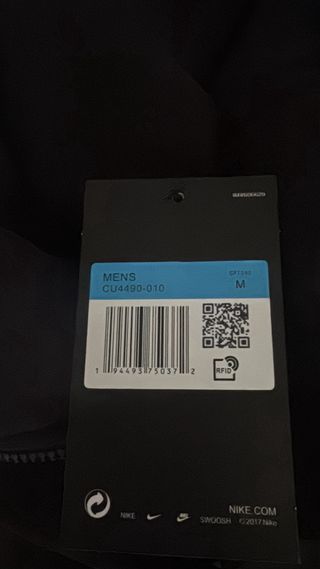 MENS
CU4490-010
M
1 94493 75037 2
RFID
NIKE.COM
NIKE
SWOOSH ©2017 Nike